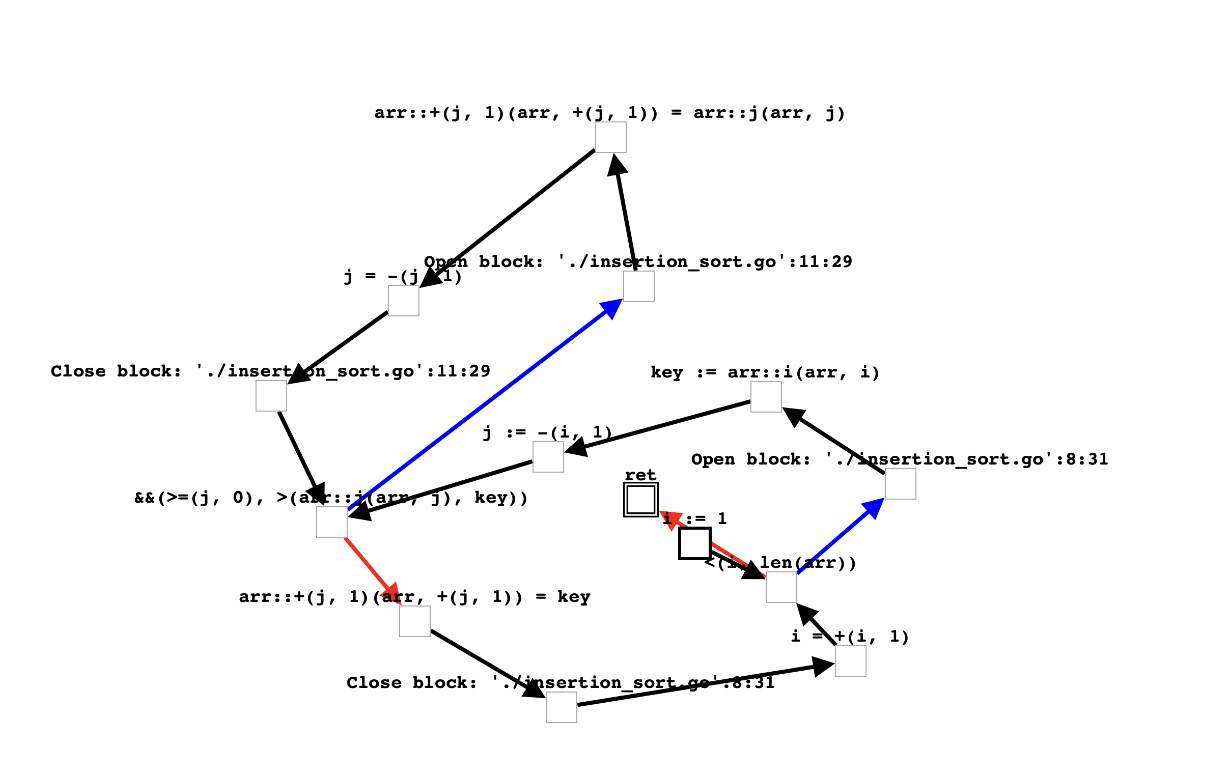 arr::+(j, 1)(arr, +(j, 1)) = arr::j(arr, j)
Open block: './insertion_sort.go':11:29
j = -(j, 1)
Close block: './insertion_sort.go':11:29
key := arr::i(arr, i)
j := -(i, 1)
Open block: './insertion_sort.go':8:31
ret
&&(>=(j, 0), >(arr::j(arr, j), key))
i := 1
<(i, len(arr))
arr::+(j, 1)(arr, +(j, 1)) = key
i = +(i, 1)
Close block: './insertion_sort.go':8:31